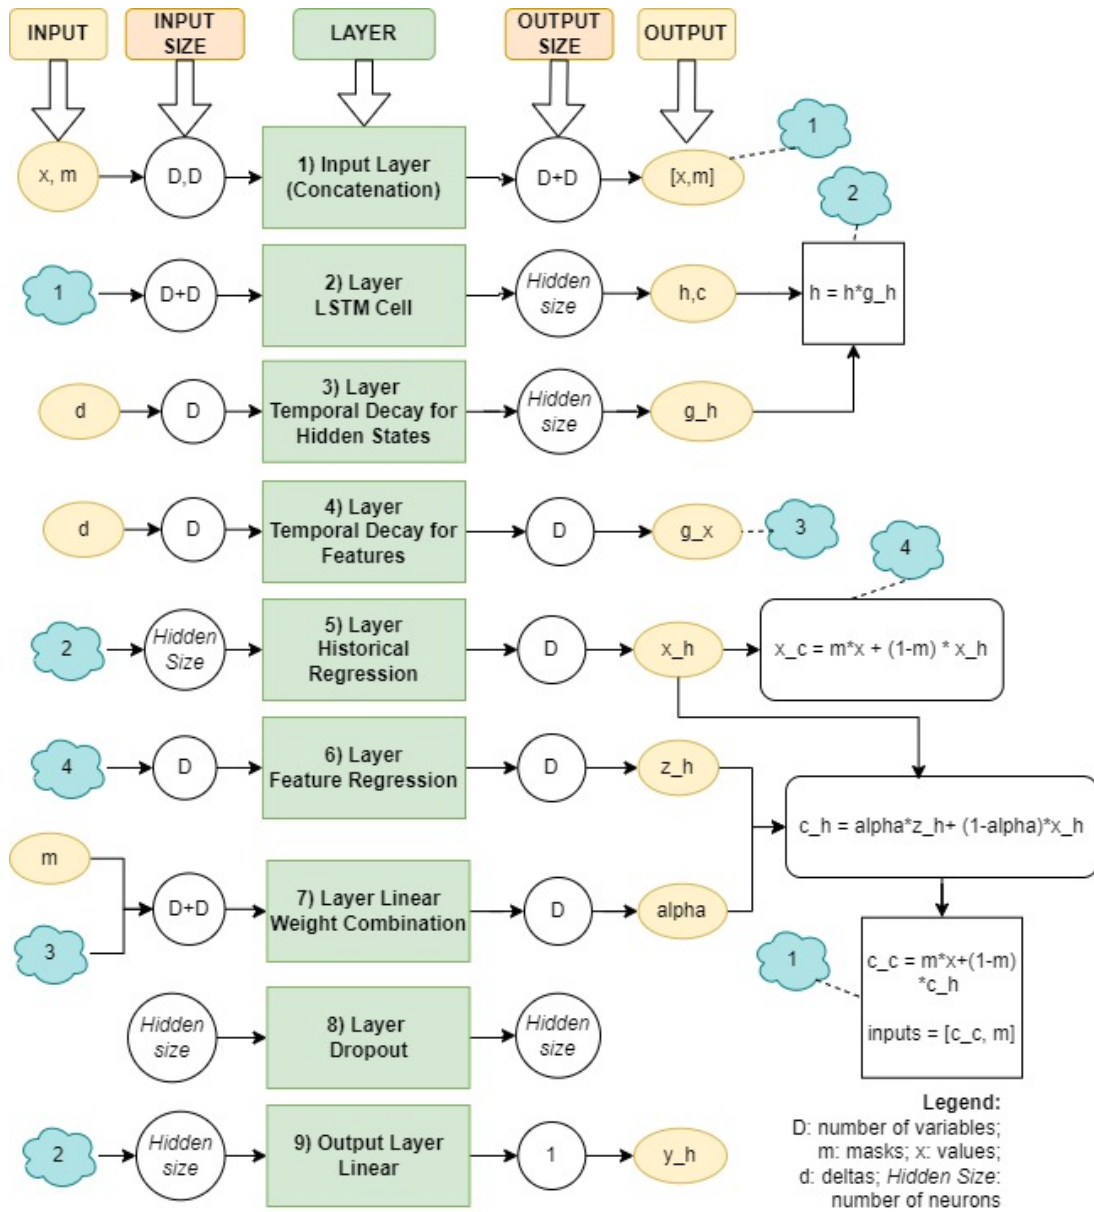 INPUT
INPUT
SIZE
LAYER
OUTPUT
SIZE
OUTPUT
x, m
D,D
1) Input Layer
(Concatenation)
D+D
[x,m]
1
2
1
D+D
2) Layer
LSTM Cell
Hidden
size
h,c
h = h*g_h
d
D
3) Layer
Temporal Decay for
Hidden States
Hidden
size
g_h
d
D
4) Layer
Temporal Decay for
Features
D
g_x
3
4
2
Hidden
Size
5) Layer
Historical
Regression
D
x_h
x_c = m*x + (1-m) * x_h
4
D
6) Layer
Feature Regression
D
z_h
c_h = alpha*z_h+ (1-alpha)*x_h
m
3
D+D
7) Layer Linear
Weight Combination
D
alpha
1
c_c = m*x+(1-m)
*c_h
inputs = [c_c, m]
Hidden
size
8) Layer
Dropout
Hidden
size
2
Hidden
size
9) Output Layer
Linear
1
y_h
Legend:
D: number of variables;
m: masks; x: values;
d: deltas; Hidden Size:
number of neurons